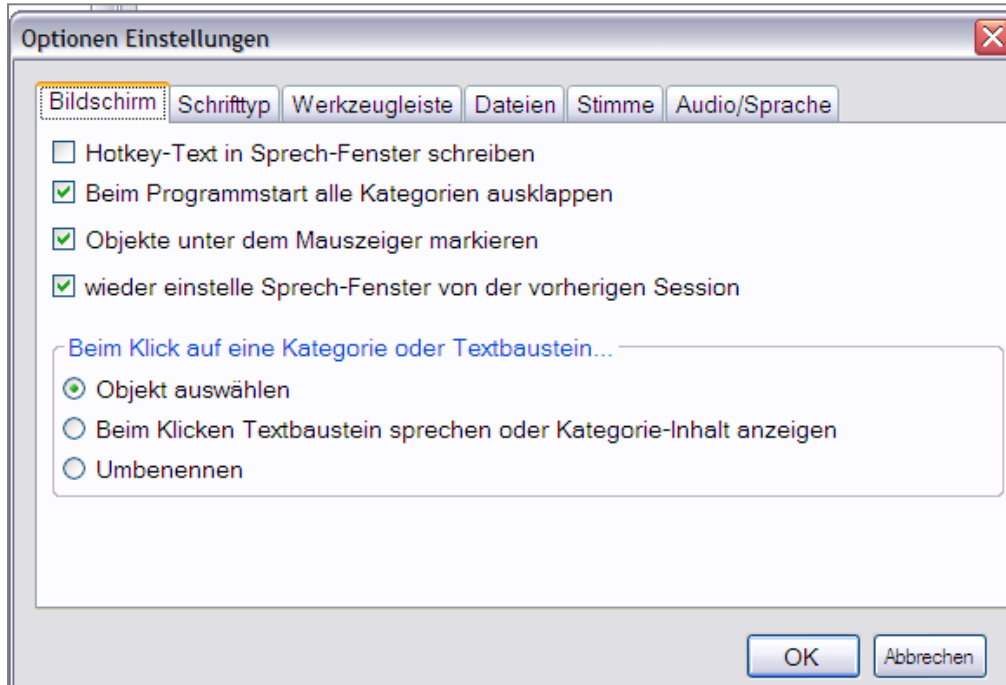 Optionen Einstellungen
Bildschirm Schrifttyp Werkzeugleiste Dateien Stimme Audio/Sprache
Hotkey-Text in Sprech-Fenster schreiben
Beim Programmstart alle Kategorien ausklappen
Objekte unter dem Mauszeiger markieren
wieder einstelle Sprech-Fenster von der vorherigen Session
Beim Klick auf eine Kategorie oder Textbaustein...
Objekt auswählen
Beim Klicken Textbaustein sprechen oder Kategorie-Inhalt anzeigen
Umbenennen
OK Abbrechen